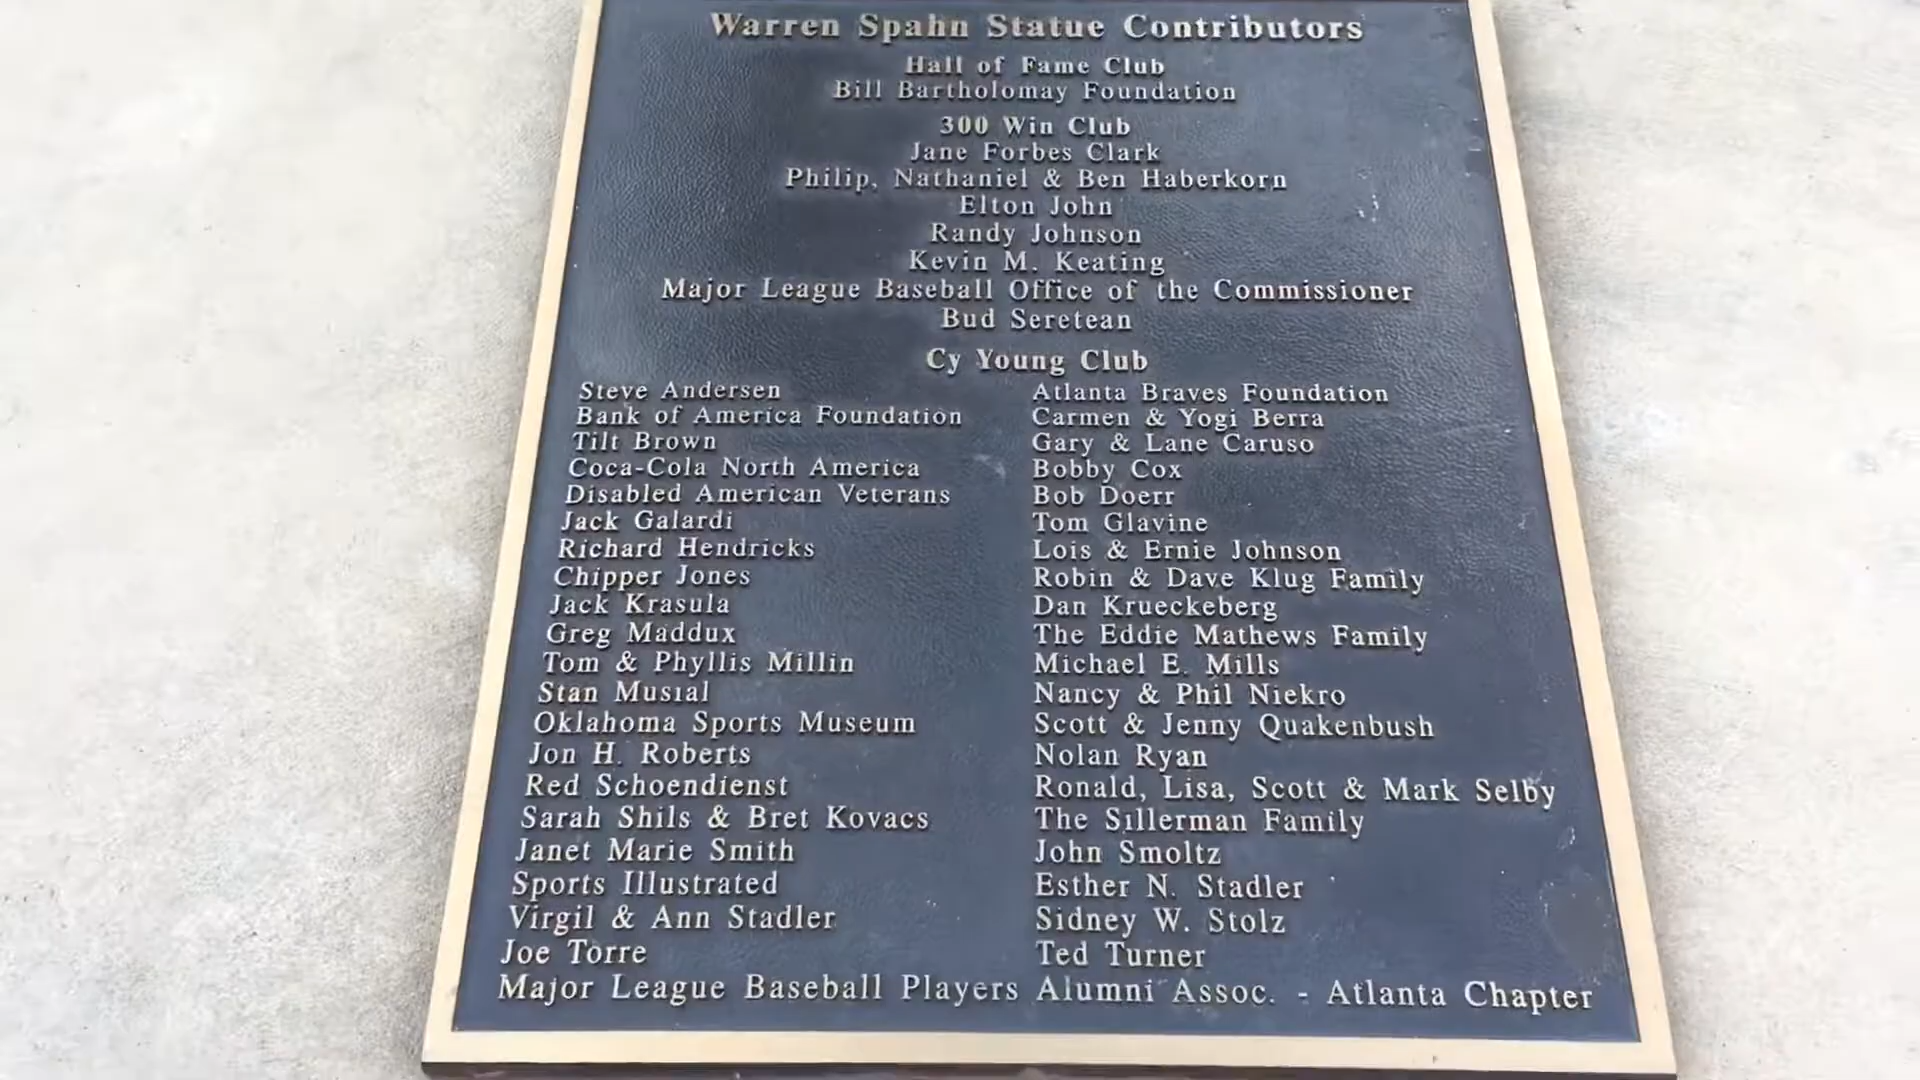 Warren Spahn Statue Contributors
Hall of Fame Club
Bill Bartholomay Foundation
300 Win Club
Jane Forbes Clark
Philip, Nathaniel & Ben Haberkorn
Elton John
Randy Johnson
Kevin M. Keating
Major League Baseball Office of the Commissioner
Bud Seretean
Cy Young Club
Steve Andersen
Bank of America Foundation
Tilt Brown
Coca-Cola North America
Disabled American Veterans
Jack Galardi
Richard Hendricks
Chipper Jones
Jack Krasula
Greg Maddux
Tom & Phyllis Millin
Stan Musial
Oklahoma Sports Museum
Jon H. Roberts
Red Schoendienst
Sarah Shils & Bret Kovacs
Janet Marie Smith
Sports Illustrated
Virgil & Ann Stadler
Joe Torre
Atlanta Braves Foundation
Carmen & Yogi Berra
Gary & Lane Caruso
Bobby Cox
Bob Doerr
Tom Glavine
Lois & Ernie Johnson
Robin & Dave Klug Family
Dan Krueckeberg
The Eddie Mathews Family
Michael E. Mills
Nancy & Phil Niekro
Scott & Jenny Quakenbush
Nolan Ryan
Ronald, Lisa, Scott & Mark Selby
The Sillerman Family
John Smoltz
Esther N. Stadler
Sidney W. Stolz
Ted Turner
Major League Baseball Players Alumni Assoc. - Atlanta Chapter